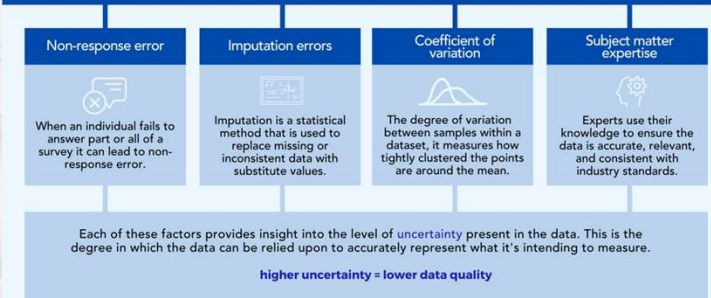 Non-response error
When an individual fails to
answer part or all of a
survey it can lead to non-
response error.
Imputation errors
Imputation is a statistical
method that is used to
replace missing or
inconsistent data with
substitute values.
Coefficient of
variation
The degree of variation
between samples within a
dataset, it measures how
tightly clustered the points
are around the mean.
Subject matter
expertise
Experts use their
knowledge to ensure the
data is accurate, relevant,
and consistent with
industry standards.
Each of these factors provides insight into the level of uncertainty present in the data. This is the
degree in which the data can be relied upon to accurately represent what it's intending to measure.
higher uncertainty = lower data quality